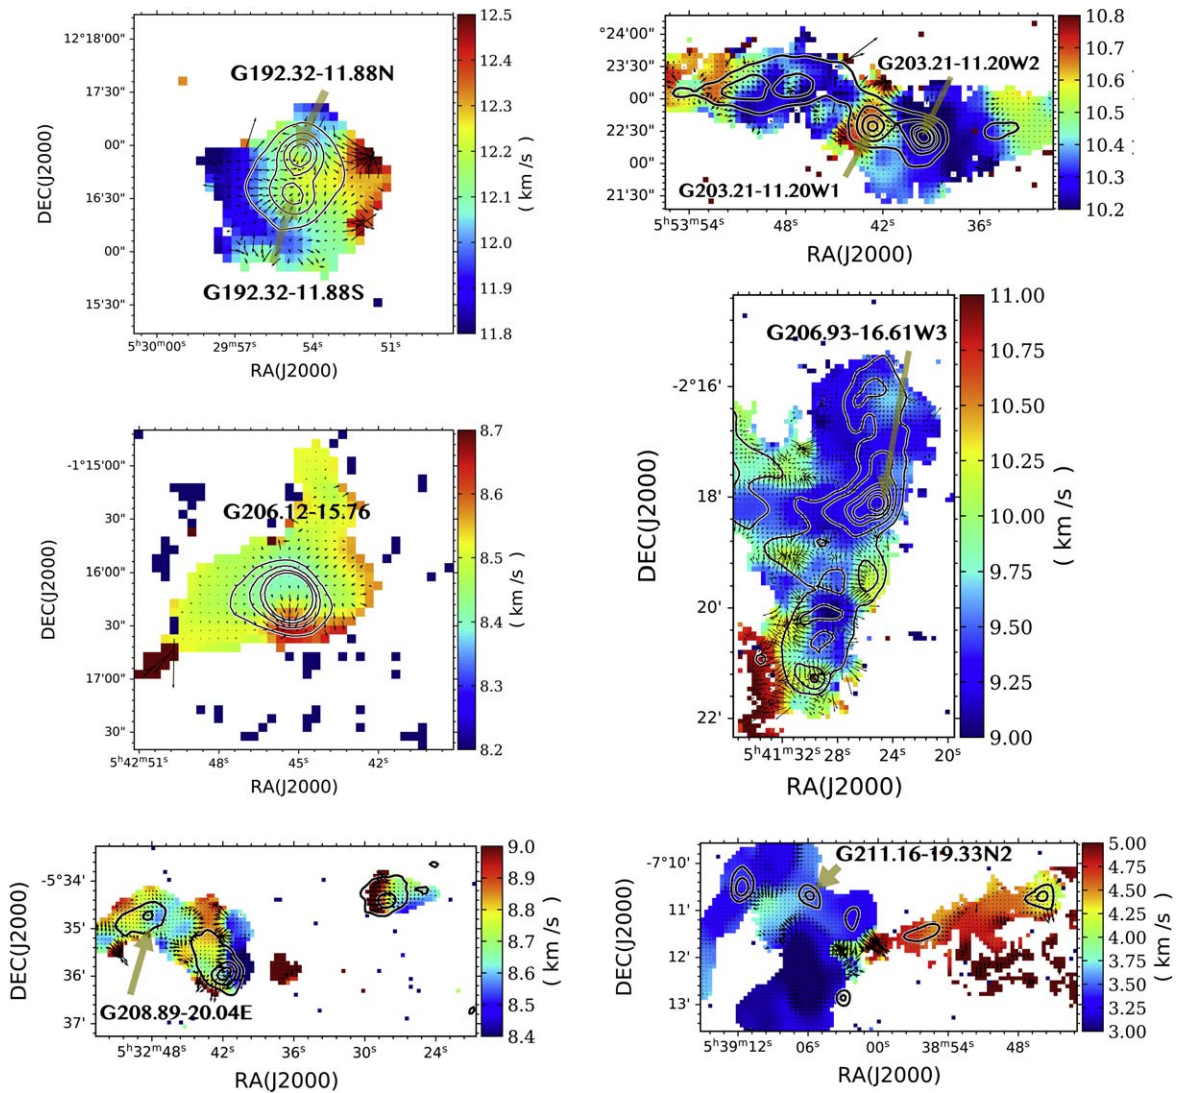 G192.32-11.88N
G192.32-11.88S
12°18'00"
17'30"
00"
16'30"
00"
15'30"
5ʰ30ᵐ00ˢ 29ᵐ57ˢ 54ˢ 51ˢ
DEC(J2000)
RA(J2000)
12.5
12.4
12.3
12.2
12.1
12.0
11.9
11.8
( km /s )
G203.21-11.20W2
G203.21-11.20W1
°24'00"
23'30"
00"
22'30"
00"
21'30"
5ʰ53ᵐ54ˢ 48ˢ 42ˢ 36ˢ
DEC(J2000)
RA(J2000)
10.8
10.7
10.6
10.5
10.4
10.3
10.2
( km /s )
G206.12-15.76
-1°15'00"
30"
16'00"
30"
17'00"
30"
5ʰ42ᵐ51ˢ 48ˢ 45ˢ 42ˢ
DEC(J2000)
RA(J2000)
8.7
8.6
8.5
8.4
8.3
8.2
( km /s )
G206.93-16.61W3
-2°16'
18'
20'
22'
5ʰ41ᵐ32ˢ 28ˢ 24ˢ 20ˢ
DEC(J2000)
RA(J2000)
11.00
10.75
10.50
10.25
10.00
9.75
9.50
9.25
9.00
( km /s )
G208.89-20.04E
-5°34'
35'
36'
37'
5ʰ32ᵐ48ˢ 42ˢ 36ˢ 30ˢ 24ˢ
DEC(J2000)
RA(J2000)
9.0
8.9
8.8
8.7
8.6
8.5
8.4
( km /s )
G211.16-19.33N2
-7°10'
11'
12'
13'
5ʰ39ᵐ12ˢ 06ˢ 00ˢ 38ᵐ54ˢ 48ˢ
DEC(J2000)
RA(J2000)
5.00
4.75
4.50
4.25
4.00
3.75
3.50
3.25
3.00
( km /s )